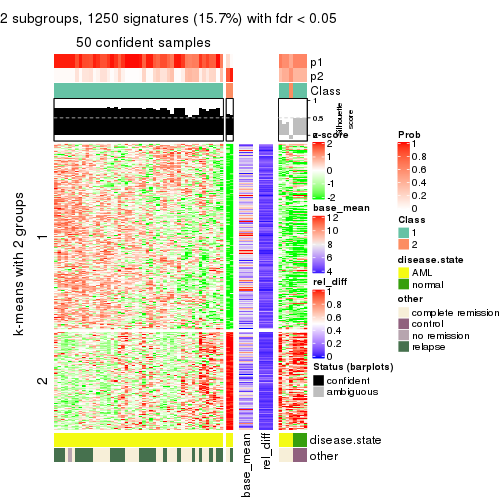 2 subgroups, 1250 signatures (15.7%) with fdr < 0.05
50 confident samples
p1
p2
Class
1
0.5
0
Silhouette
score
k-means with 2 groups
1
2
z-score
2
1
0
-1
-2
base_mean
12
10
8
6
4
rel_diff
1
0.8
0.6
0.4
0.2
0
Status (barplots)
confident
ambiguous
Prob
1
0.8
0.6
0.4
0.2
0
Class
1
2
disease.state
AML
normal
other
complete remission
control
no remission
relapse
disease.state
other
base_mean
rel_diff